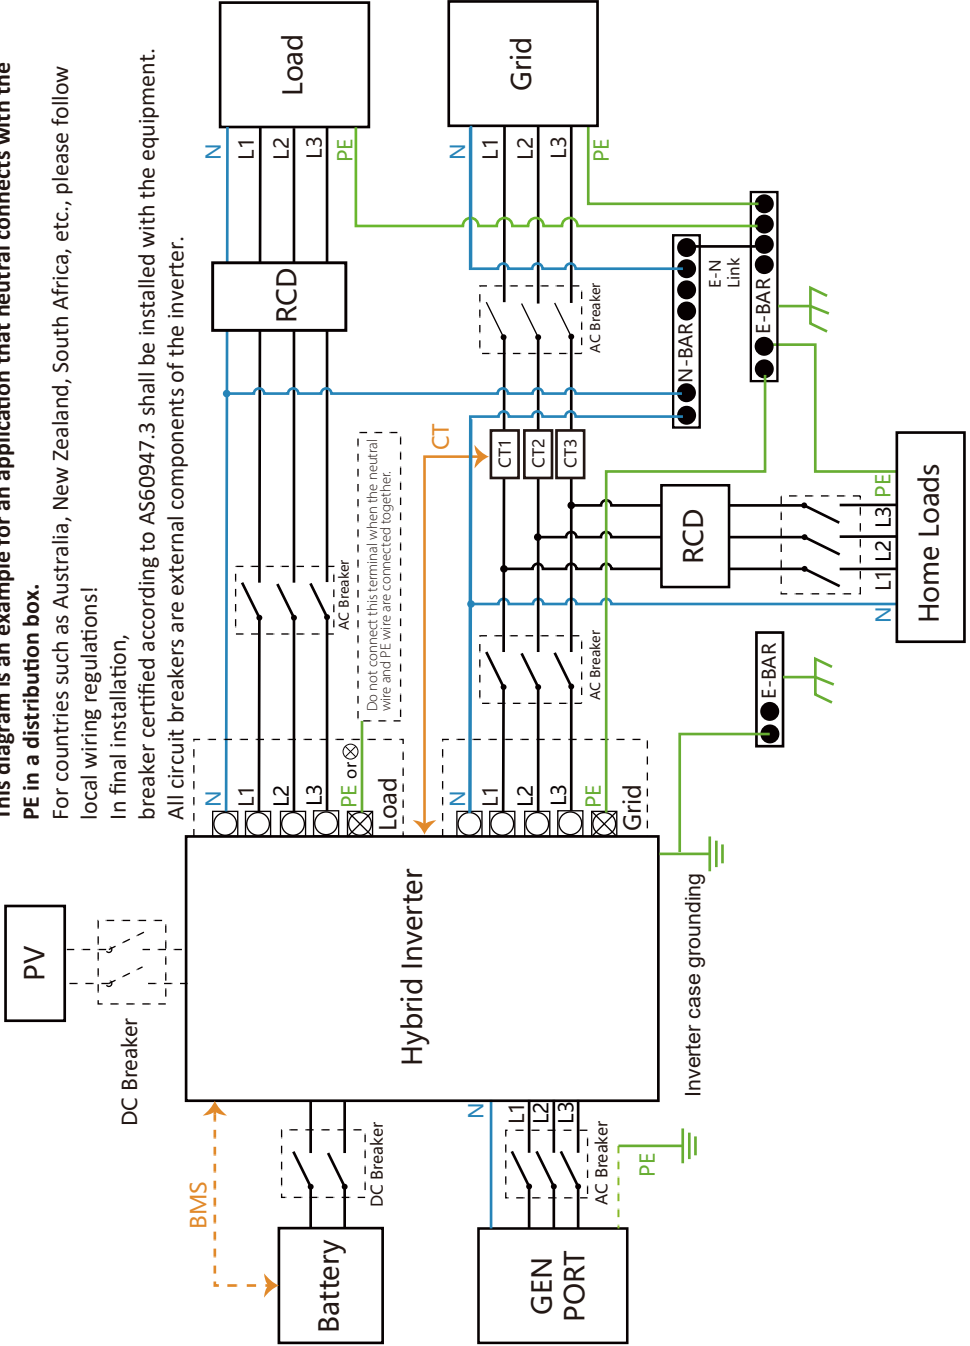 This diagram is an example for an application that neutral connects with the
PE in a distribution box.
For countries such as Australia, New Zealand, South Africa, etc., please follow
local wiring regulations!
In final installation,
breaker certified according to AS60947.3 shall be installed with the equipment.
All circuit breakers are external components of the inverter.
PV
DC Breaker
BMS
Battery
DC Breaker
Hybrid Inverter
N
L1
L2
L3
PE or
Load
AC Breaker
Do not connect this terminal when the neutral
wire and PE wire are connected together.
RCD
N
L1
L2
L3
PE
Load
CT
N
L1
L2
L3
PE
Grid
AC Breaker
CT1
CT2
CT3
AC Breaker
N
L1
L2
L3
PE
Grid
GEN
PORT
N
L1
L2
L3
AC Breaker
PE
Inverter case grounding
E-BAR
RCD
N-BAR
E-N
Link
E-BAR
N
L1
L2
L3
PE
Home Loads